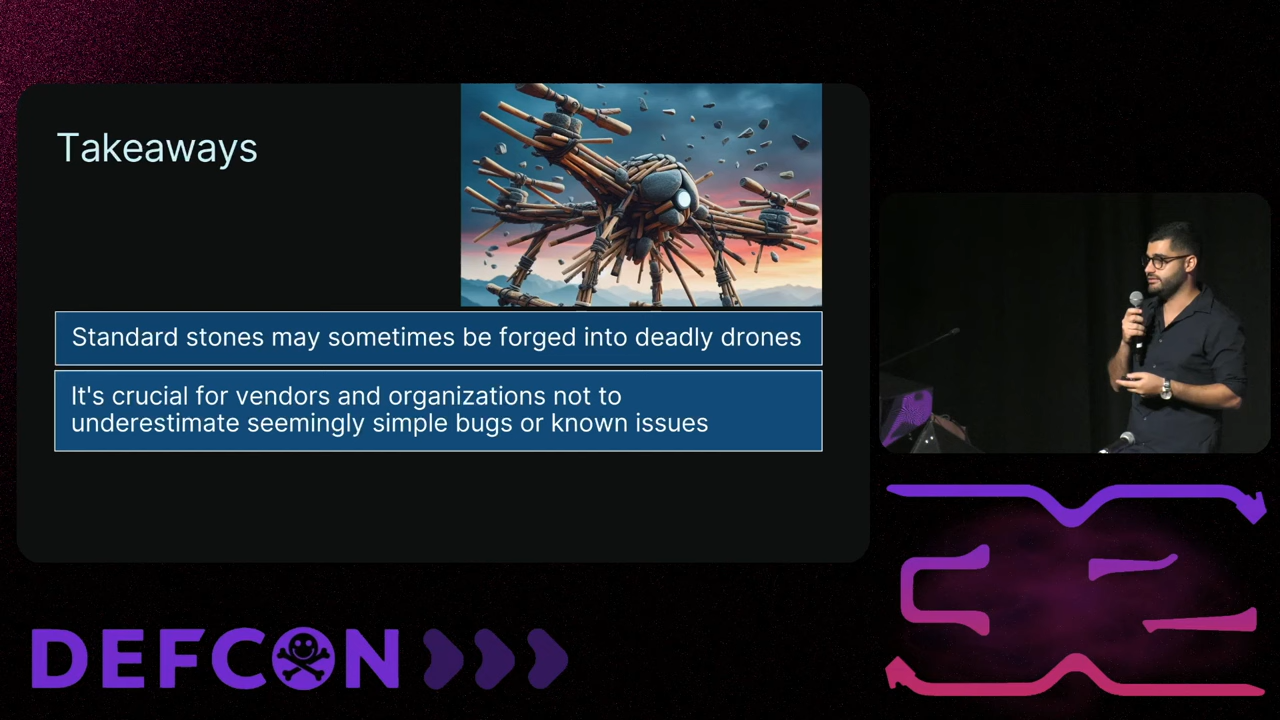 Takeaways
Standard stones may sometimes be forged into deadly drones
It's crucial for vendors and organizations not to
underestimate seemingly simple bugs or known issues
DEFCON